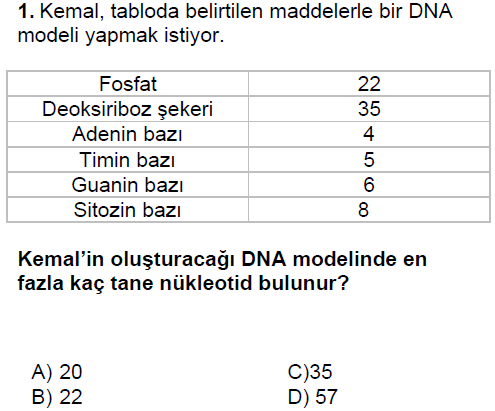 1. Kemal, tabloda belirtilen maddelerle bir DNA
modeli yapmak istiyor.
Fosfat 22
Deoksiriboz şekeri 35
Adenin bazı 4
Timin bazı 5
Guanin bazı 6
Sitozin bazı 8
Kemal’in oluşturacağı DNA modelinde en
fazla kaç tane nükleotid bulunur?
A) 20 C)35
B) 22 D) 57